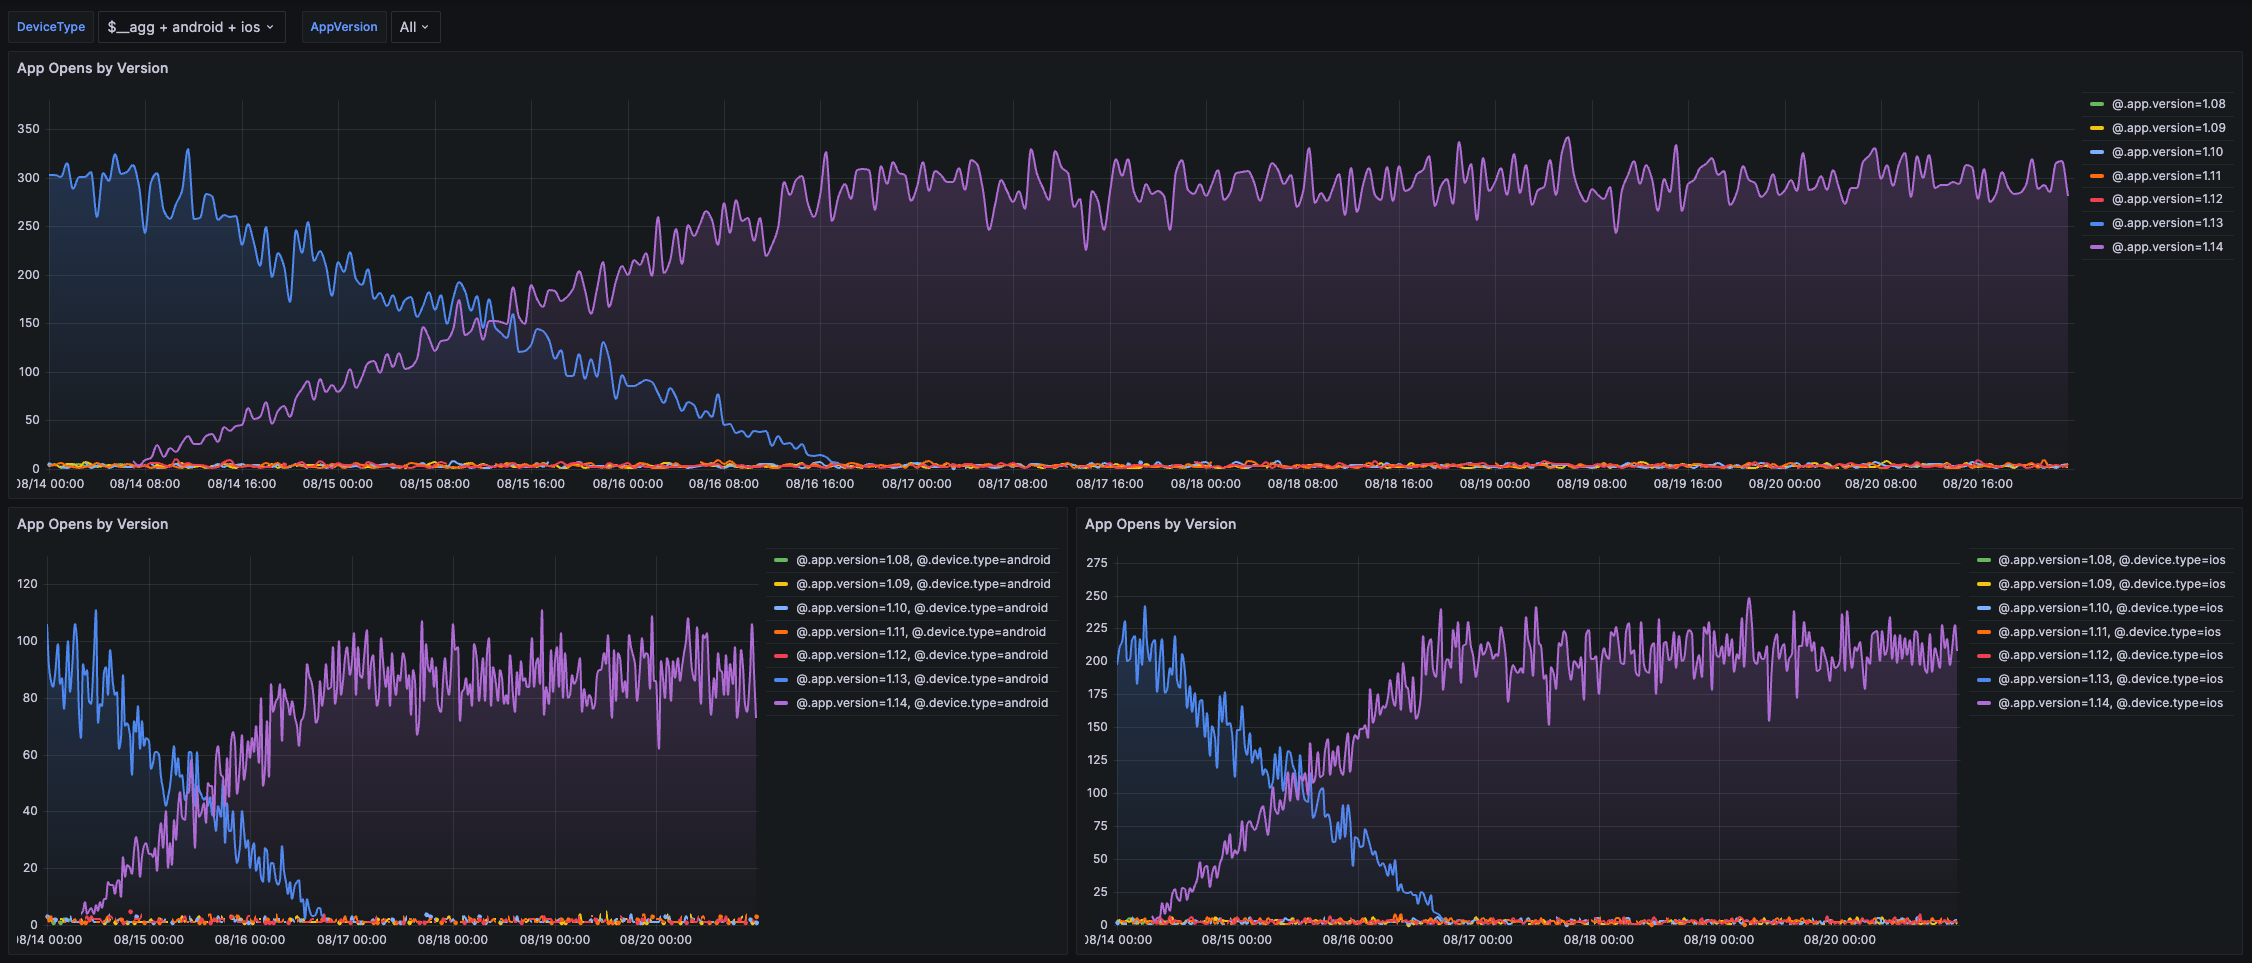 DeviceType $__agg + android + ios AppVersion All
App Opens by Version
350
300
250
200
150
100
50
0
08/14 00:00 08/14 08:00 08/14 16:00 08/15 00:00 08/15 08:00 08/15 16:00 08/16 00:00 08/16 08:00 08/16 16:00 08/17 00:00 08/17 08:00 08/17 16:00 08/18 00:00 08/18 08:00 08/18 16:00 08/19 00:00 08/19 08:00 08/19 16:00 08/20 00:00 08/20 08:00 08/20 16:00
@.app.version=1.08
@.app.version=1.09
@.app.version=1.10
@.app.version=1.11
@.app.version=1.12
@.app.version=1.13
@.app.version=1.14
App Opens by Version
120
100
80
60
40
20
0
08/14 00:00 08/15 00:00 08/16 00:00 08/17 00:00 08/18 00:00 08/19 00:00 08/20 00:00
@.app.version=1.08, @.device.type=android
@.app.version=1.09, @.device.type=android
@.app.version=1.10, @.device.type=android
@.app.version=1.11, @.device.type=android
@.app.version=1.12, @.device.type=android
@.app.version=1.13, @.device.type=android
@.app.version=1.14, @.device.type=android
App Opens by Version
275
250
225
200
175
150
125
100
75
50
25
0
08/14 00:00 08/15 00:00 08/16 00:00 08/17 00:00 08/18 00:00 08/19 00:00 08/20 00:00
@.app.version=1.08, @.device.type=ios
@.app.version=1.09, @.device.type=ios
@.app.version=1.10, @.device.type=ios
@.app.version=1.11, @.device.type=ios
@.app.version=1.12, @.device.type=ios
@.app.version=1.13, @.device.type=ios
@.app.version=1.14, @.device.type=ios